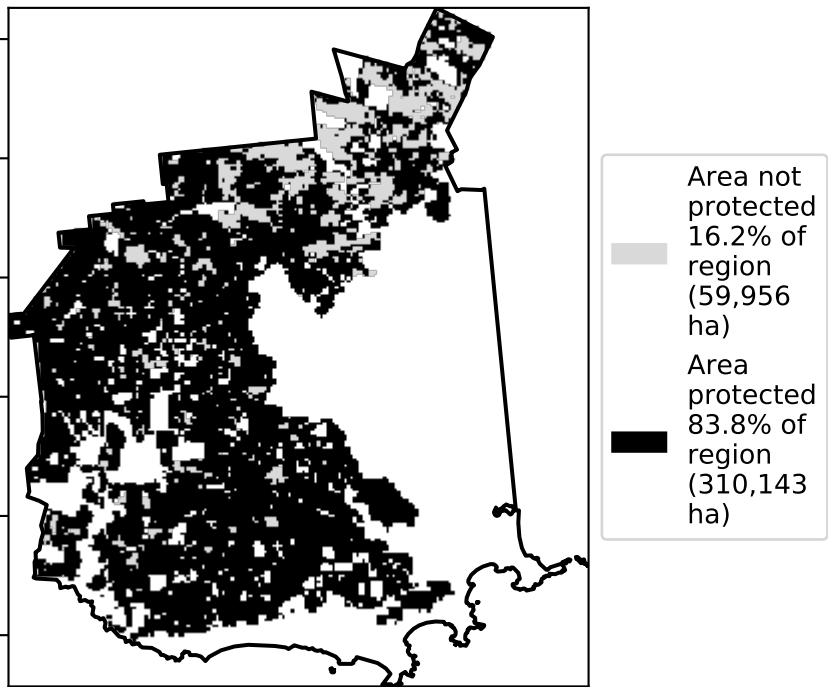 Area not
protected
16.2% of
region
(59,956
ha)
Area
protected
83.8% of
region
(310,143
ha)